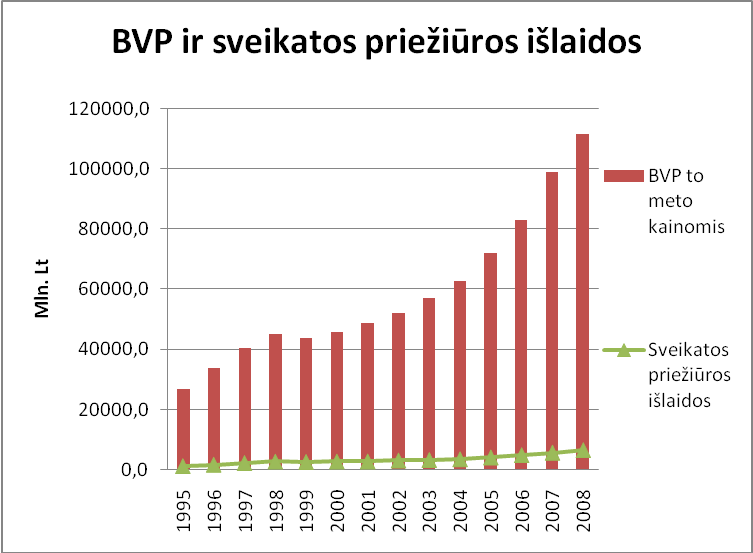 BVP ir sveikatos priežiūros išlaidos
120000,0
100000,0
80000,0
60000,0
40000,0
20000,0
0,0
Mln. Lt
1995
1996
1997
1998
1999
2000
2001
2002
2003
2004
2005
2006
2007
2008
BVP to
meto
kainomis
Sveikatos
priežiūros
išlaidos